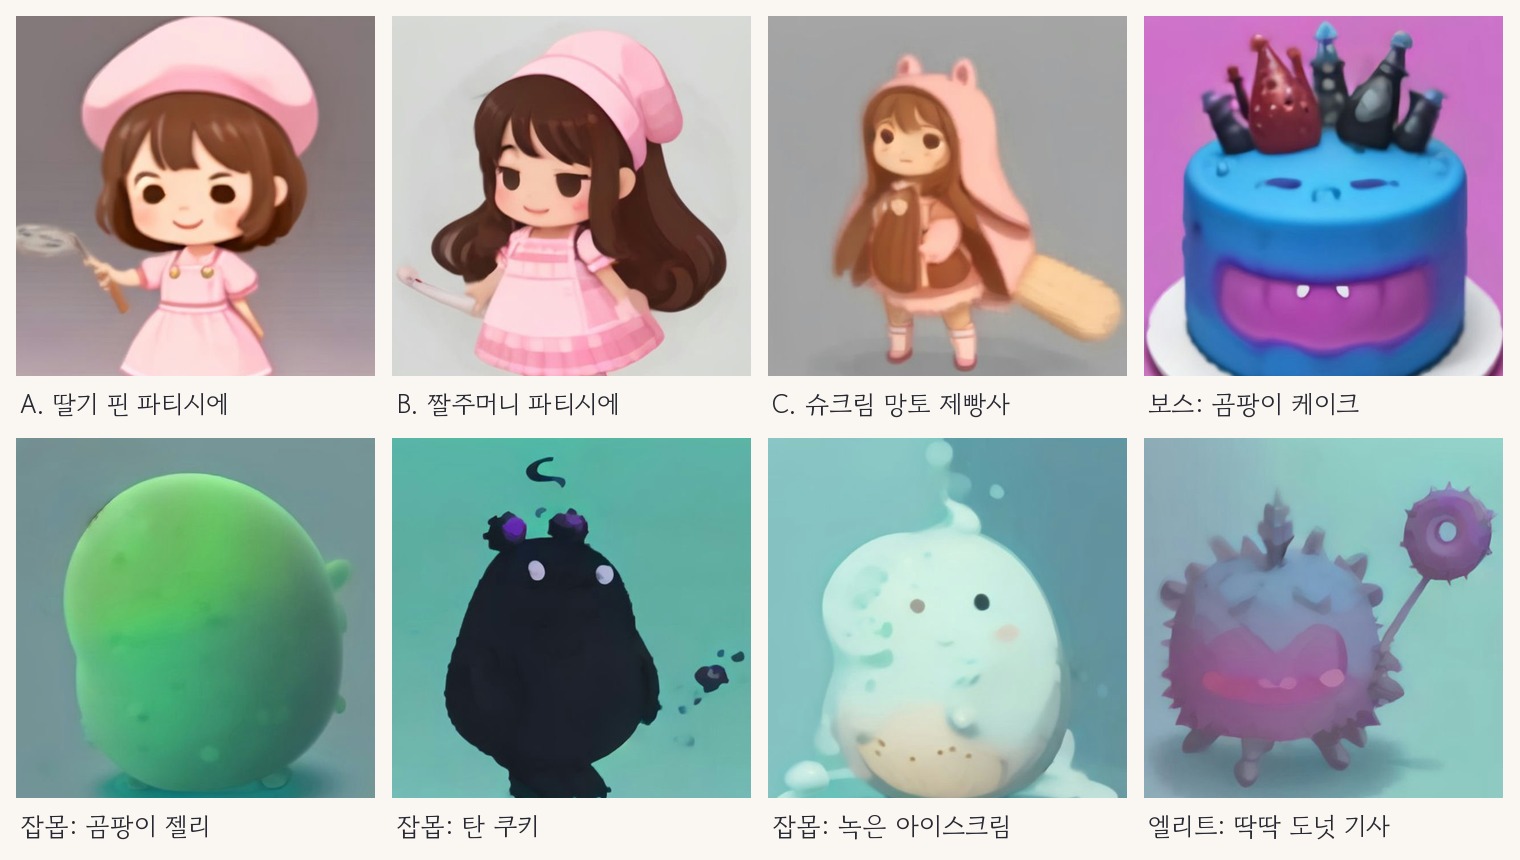 A. 딸기 핀 파티시에
B. 짤주머니 파티시에
C. 슈크림 망토 제빵사
보스: 곰팡이 케이크
잡몹: 곰팡이 젤리
잡몹: 탄 쿠키
잡몹: 녹은 아이스크림
엘리트: 딱딱 도넛 기사